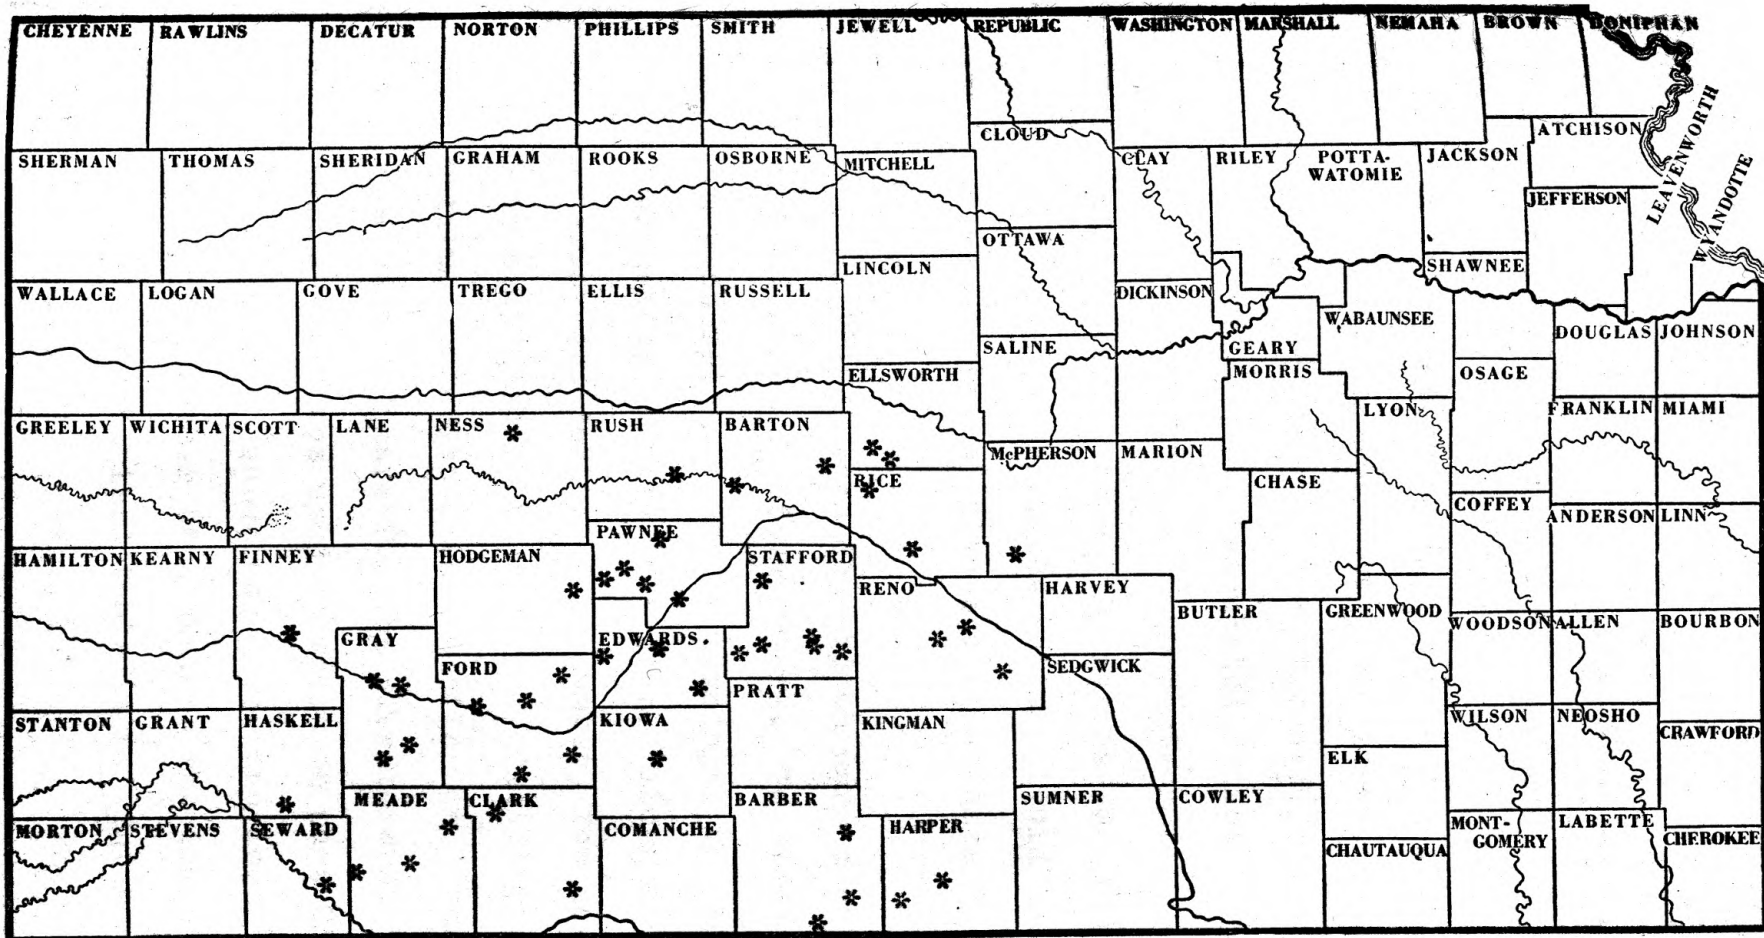 CHEYENNE RAWLINS DECATUR NORTON PHILLIPS SMITH JEWELL REPUBLIC WASHINGTON MARSHALL NEMAHA BROWN DONIPHAN
LEAVENWORTH
WYANDOTTE
CLOUD ATCHISON
SHERMAN THOMAS SHERIDAN GRAHAM ROOKS OSBORNE MITCHELL CLAY RILEY POTTA-
WATOMIE
JACKSON
JEFFERSON
OTTAWA
LINCOLN SHAWNEE
WALLACE LOGAN GOVE TREGO ELLIS RUSSELL DICKINSON
WABAUNSEE
DOUGLAS JOHNSON
SALINE GEARY
ELLSWORTH MORRIS OSAGE
GREELEY WICHITA SCOTT LANE NESS RUSH BARTON LYON FRANKLIN MIAMI
McPHERSON MARION
RICE CHASE
COFFEY ANDERSON LINN
PAWNEE
HAMILTON KEARNY FINNEY HODGEMAN STAFFORD
RENO HARVEY
BUTLER GREENWOOD
WOODSON ALLEN BOURBON
GRAY EDWARDS
FORD SEDGWICK
PRATT
STANTON GRANT HASKELL KIOWA KINGMAN WILSON NEOSHO
CRAWFORD
ELK
MEADE CLARK BARBER SUMNER COWLEY
MORTON STEVENS SEWARD COMANCHE HARPER MONT-
GOMERY
LABETTE
CHEROKEE
CHAUTAUQUA